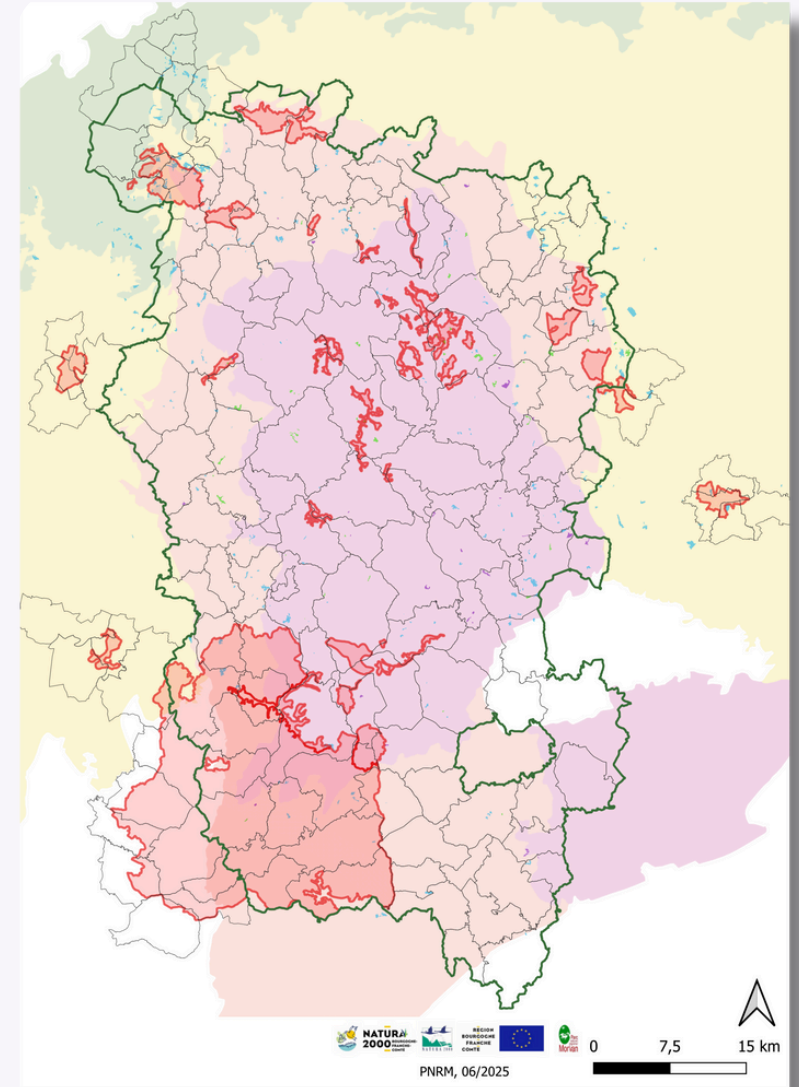 NATURA
2000 BOURGOGNE-
FRANCHE-
COMTÉ
NATURA 2000
RÉGION
BOURGOGNE
FRANCHE
COMTÉ
Morvan
0 7,5 15 km
PNRM, 06/2025